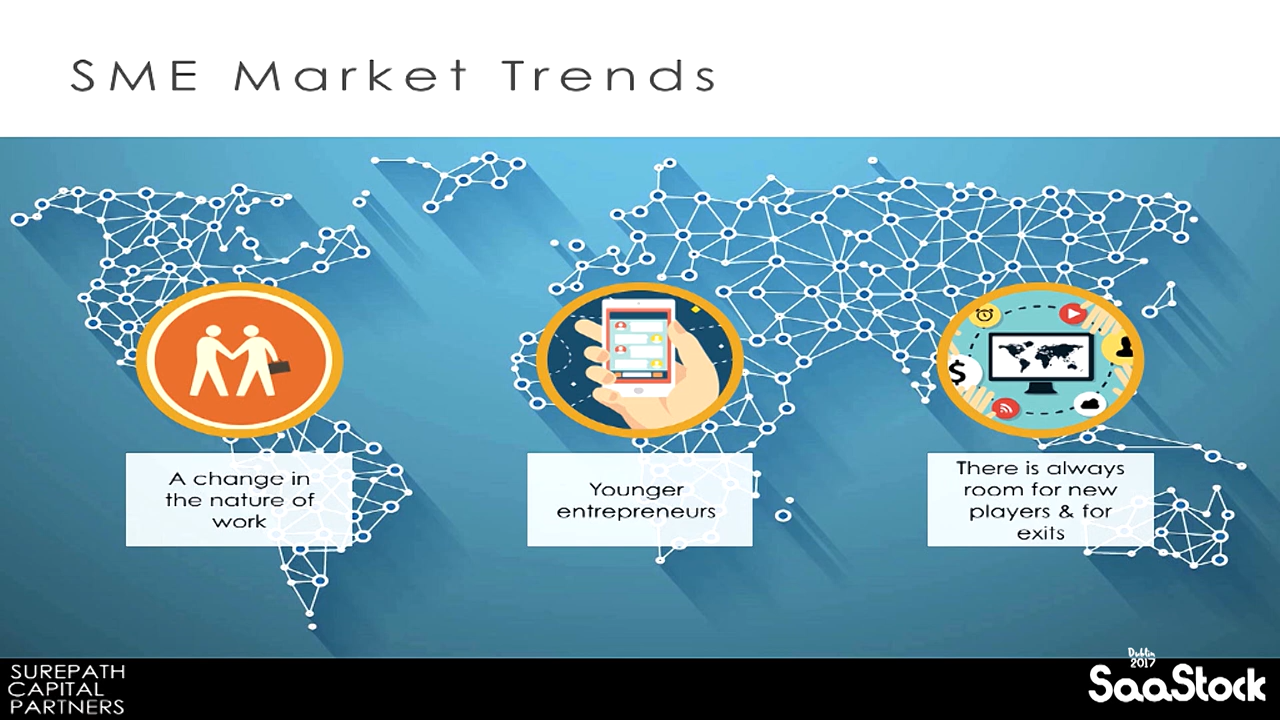 SME Market Trends
A change in
the nature of
work
Younger
entrepreneurs
There is always
room for new
players & for
exits
$
SUREPATH
CAPITAL
PARTNERS
Dublin
2017
SaaStock